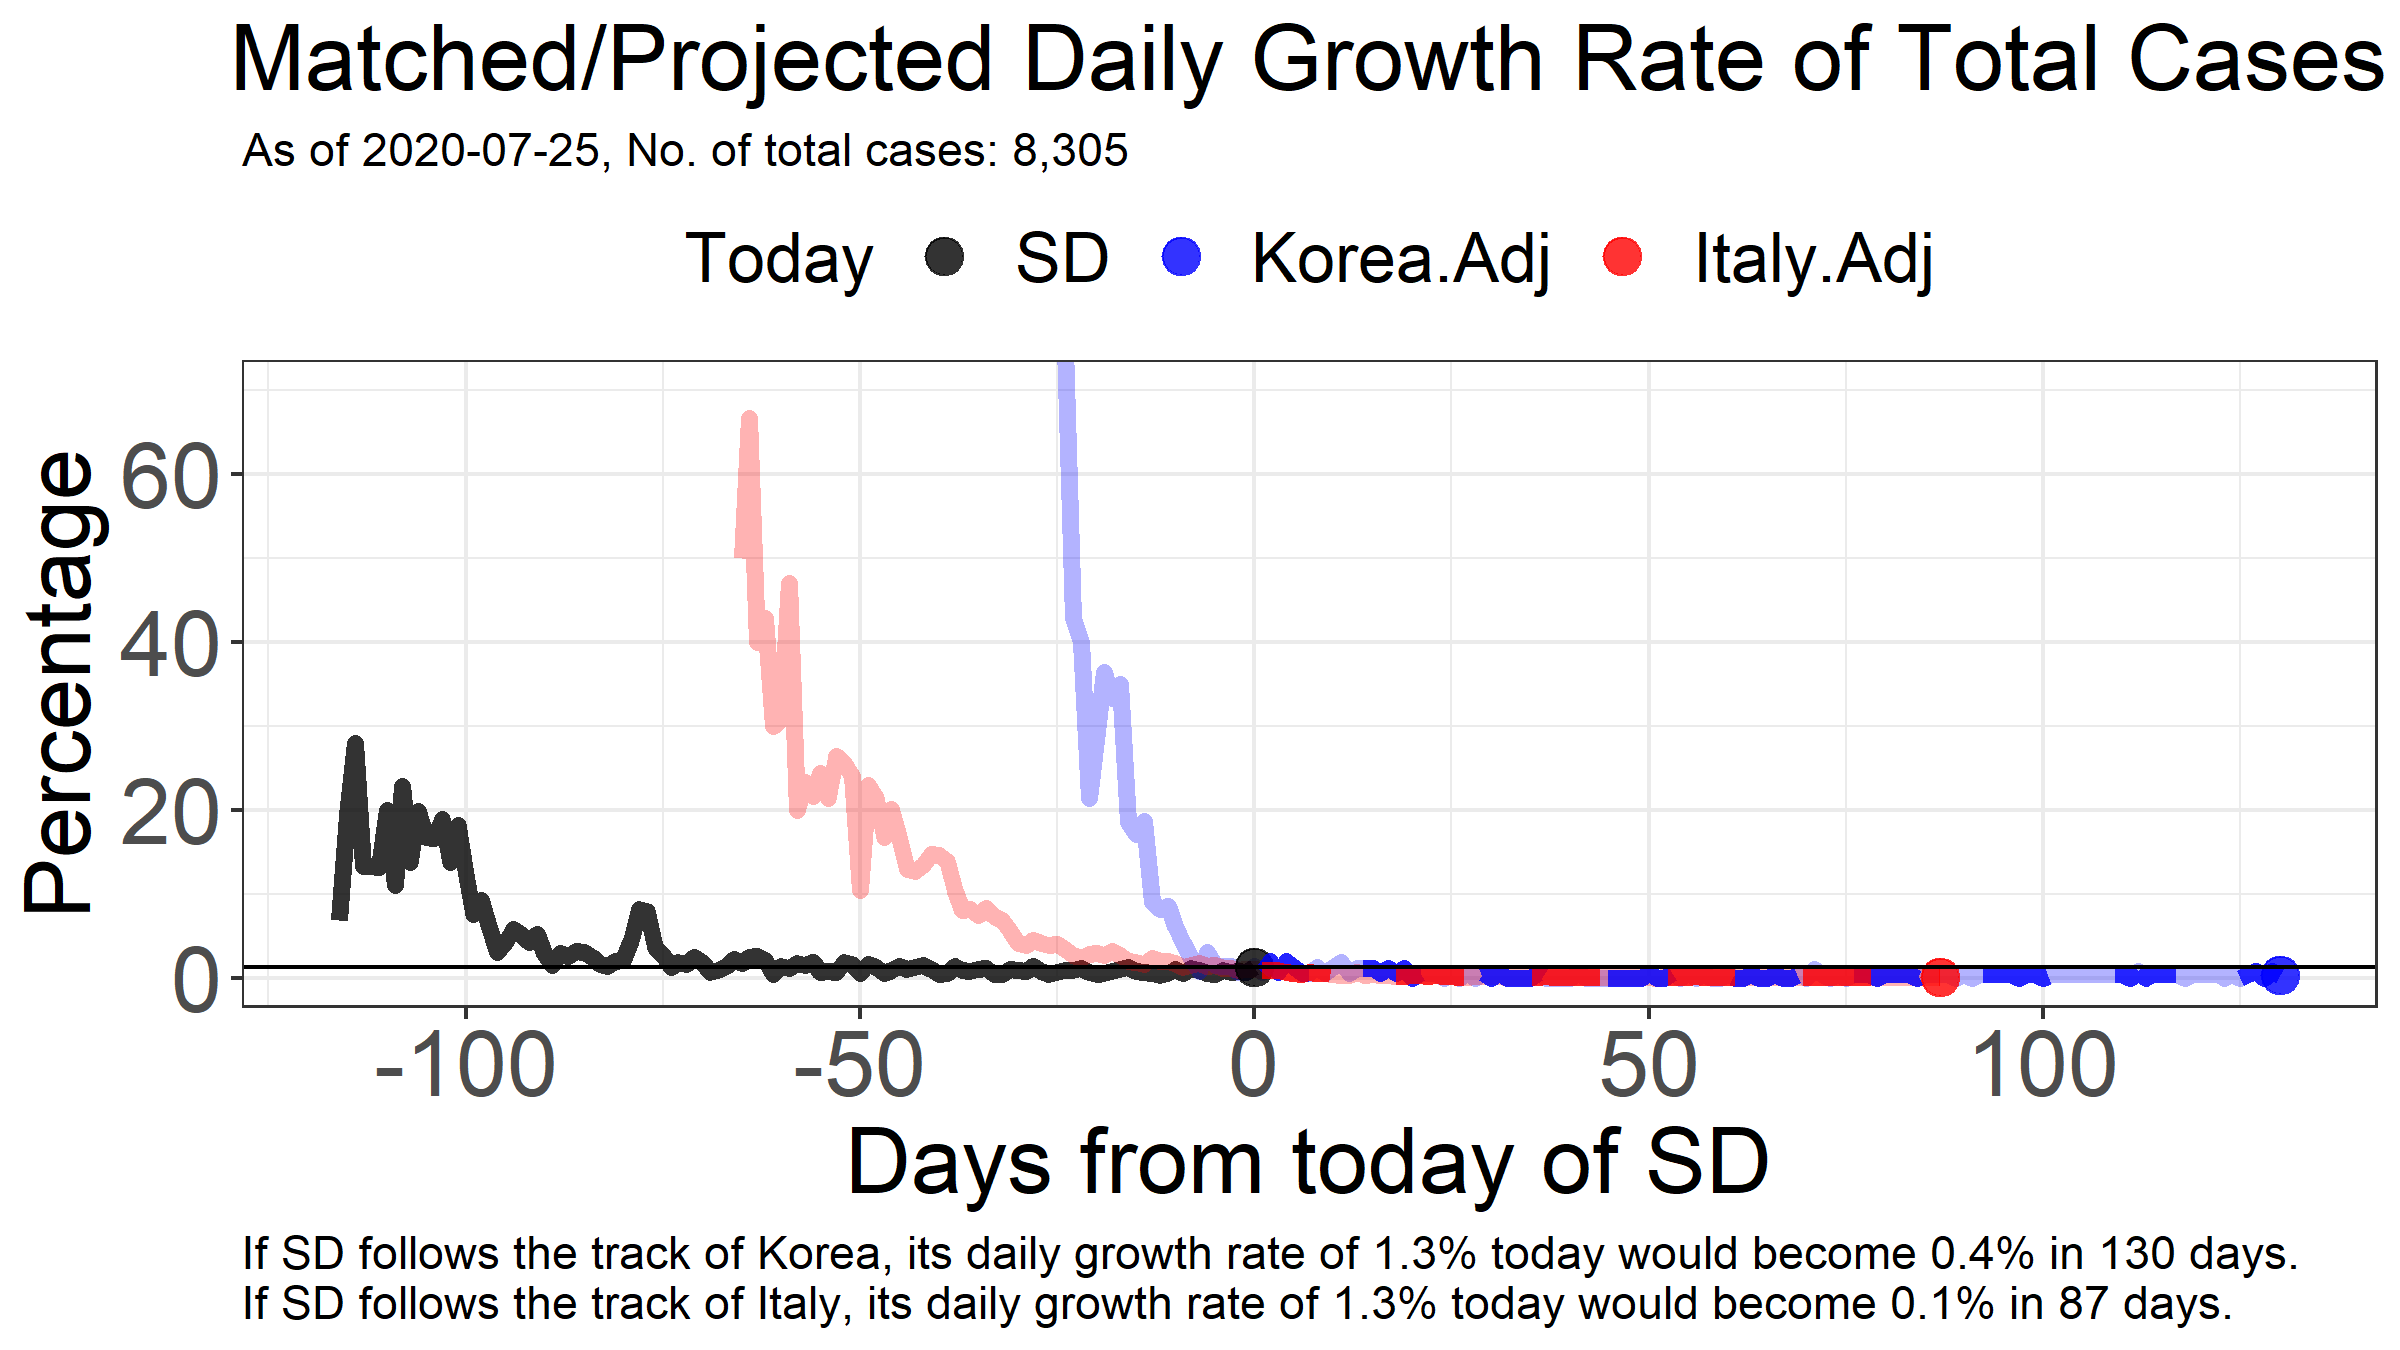 Matched/Projected Daily Growth Rate of Total Cases
As of 2020-07-25, No. of total cases: 8,305
Today SD Korea.Adj Italy.Adj
Percentage
60
40
20
0
-100 -50 0 50 100
Days from today of SD
If SD follows the track of Korea, its daily growth rate of 1.3% today would become 0.4% in 130 days.
If SD follows the track of Italy, its daily growth rate of 1.3% today would become 0.1% in 87 days.